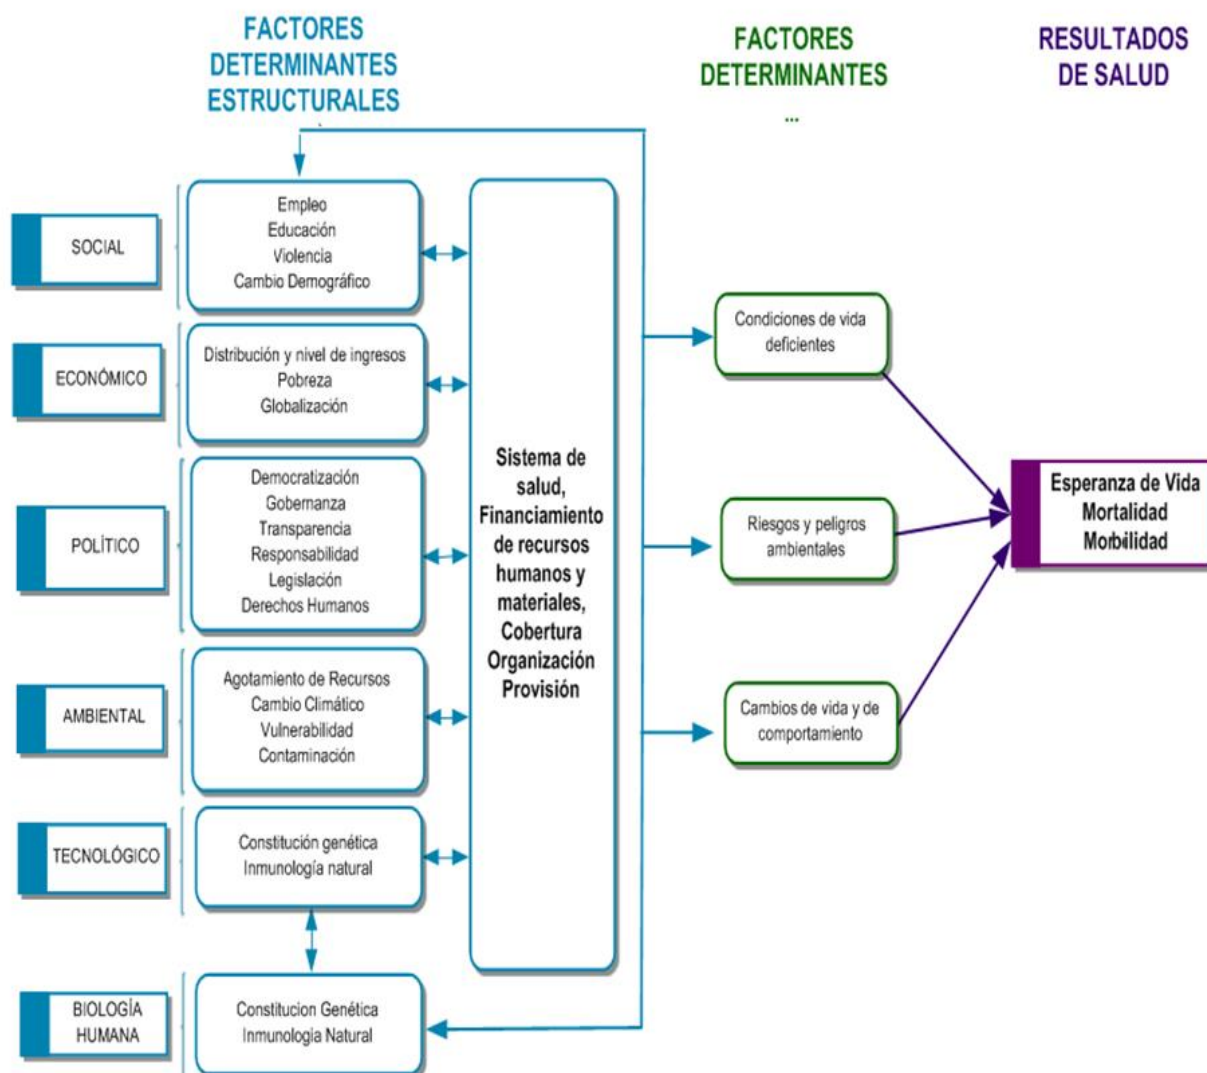 FACTORES
DETERMINANTES
ESTRUCTURALES
FACTORES
DETERMINANTES
...
RESULTADOS
DE SALUD
SOCIAL
Empleo
Educación
Violencia
Cambio Demográfico
ECONÓMICO
Distribución y nivel de ingresos
Pobreza
Globalización
POLÍTICO
Democratización
Gobernanza
Transparencia
Responsabilidad
Legislación
Derechos Humanos
AMBIENTAL
Agotamiento de Recursos
Cambio Climático
Vulnerabilidad
Contaminación
TECNOLÓGICO
Constitución genética
Inmunología natural
BIOLOGÍA
HUMANA
Constitucion Genética
Inmunologia Natural
Sistema de
salud,
Financiamiento
de recursos
humanos y
materiales,
Cobertura
Organización
Provisión
Condiciones de vida
deficientes
Riesgos y peligros
ambientales
Cambios de vida y de
comportamiento
Esperanza de Vida
Mortalidad
Morbilidad